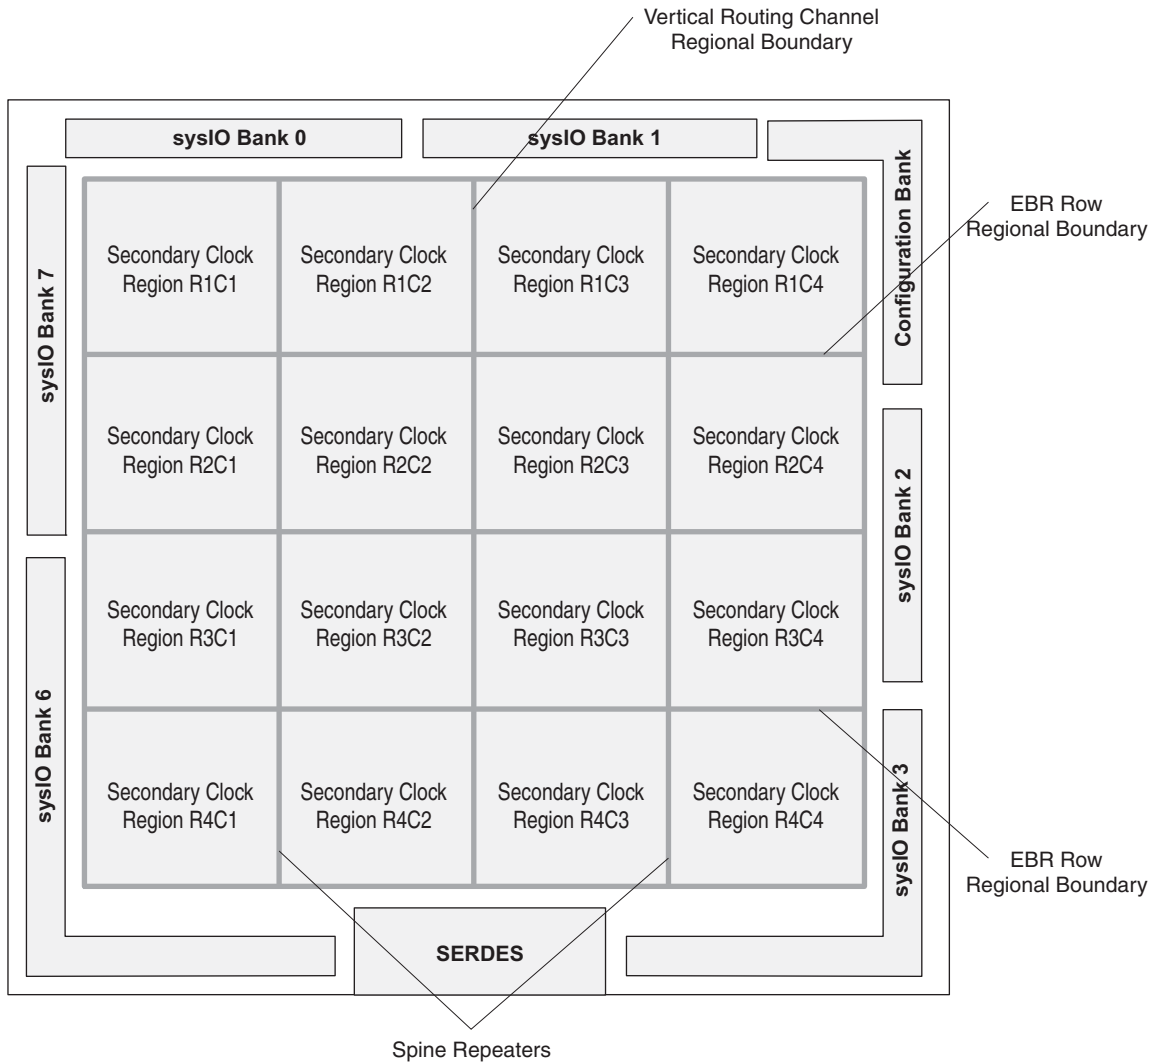 Vertical Routing Channel
Regional Boundary
sysIO Bank 0
sysIO Bank 1
Configuration Bank
EBR Row
Regional Boundary
sysIO Bank 7
Secondary Clock
Region R1C1
Secondary Clock
Region R1C2
Secondary Clock
Region R1C3
Secondary Clock
Region R1C4
Secondary Clock
Region R2C1
Secondary Clock
Region R2C2
Secondary Clock
Region R2C3
Secondary Clock
Region R2C4
sysIO Bank 2
Secondary Clock
Region R3C1
Secondary Clock
Region R3C2
Secondary Clock
Region R3C3
Secondary Clock
Region R3C4
sysIO Bank 6
Secondary Clock
Region R4C1
Secondary Clock
Region R4C2
Secondary Clock
Region R4C3
Secondary Clock
Region R4C4
sysIO Bank 3
EBR Row
Regional Boundary
SERDES
Spine Repeaters